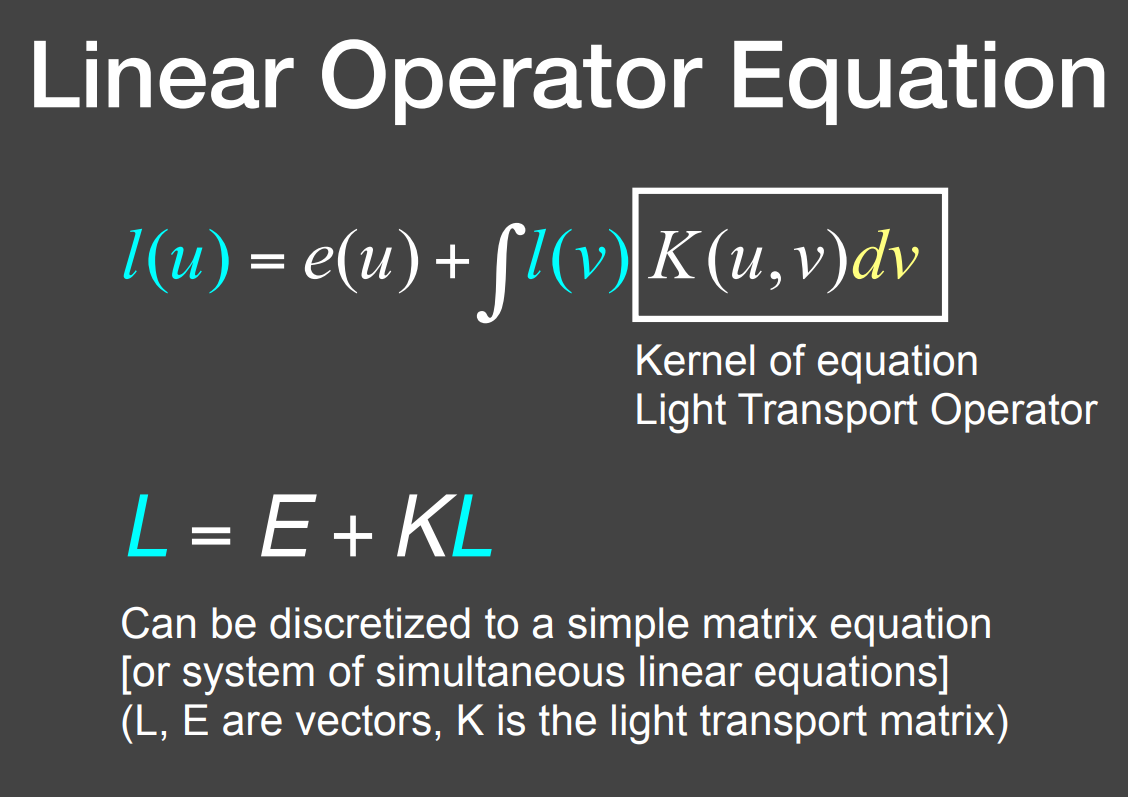 Linear Operator Equation
l(u) = e(u) + ∫ l(v) K(u,v)dv
Kernel of equation
Light Transport Operator
L = E + KL
Can be discretized to a simple matrix equation
[or system of simultaneous linear equations]
(L, E are vectors, K is the light transport matrix)